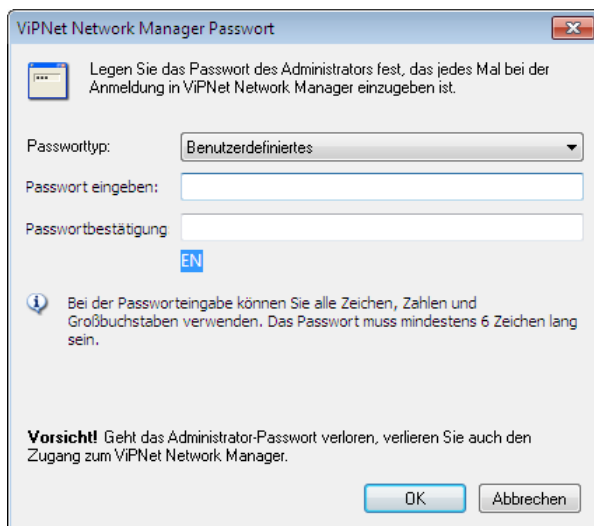 ViPNet Network Manager Passwort
Legen Sie das Passwort des Administrators fest, das jedes Mal bei der
Anmeldung in ViPNet Network Manager einzugeben ist.
Passworttyp: Benutzerdefiniertes
Passwort eingeben:
Passwortbestätigung
EN
Bei der Passworteingabe können Sie alle Zeichen, Zahlen und
Großbuchstaben verwenden. Das Passwort muss mindestens 6 Zeichen lang
sein.
Vorsicht! Geht das Administrator-Passwort verloren, verlieren Sie auch den
Zugang zum ViPNet Network Manager.
OK Abbrechen